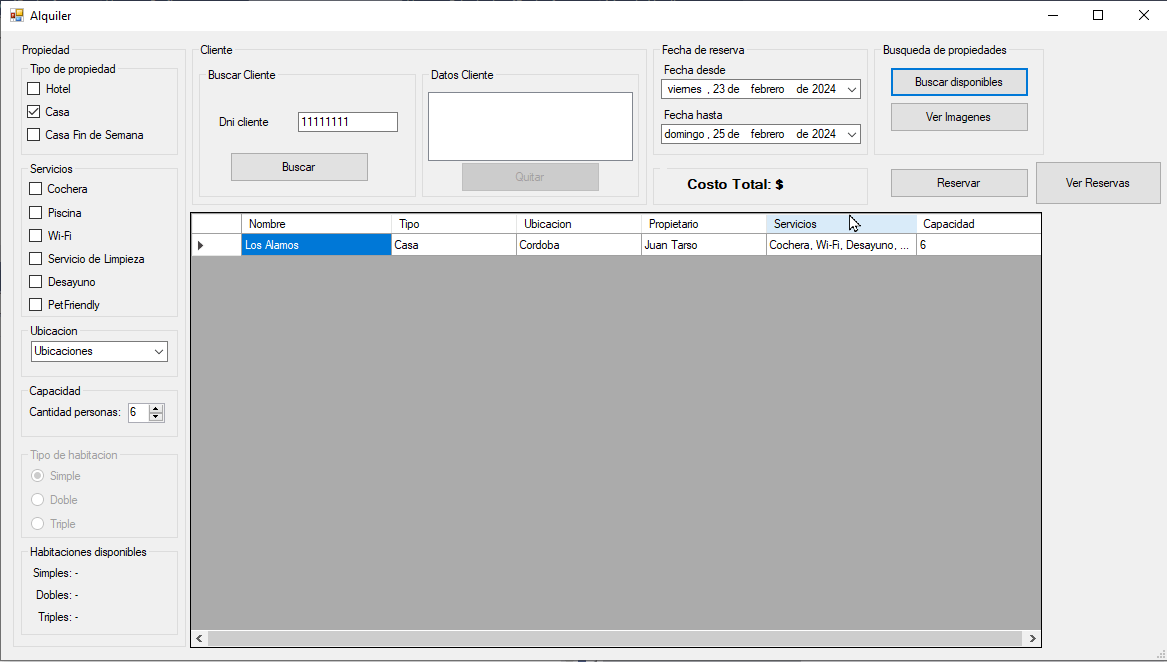 Alquiler
Propiedad
Tipo de propiedad
Hotel
Casa
Casa Fin de Semana
Servicios
Cochera
Piscina
Wi-Fi
Servicio de Limpieza
Desayuno
PetFriendly
Ubicacion
Ubicaciones
Capacidad
Cantidad personas: 6
Tipo de habitacion
Simple
Doble
Triple
Habitaciones disponibles
Simples: -
Dobles: -
Triples: -
Cliente
Buscar Cliente
Dni cliente 11111111
Buscar
Datos Cliente
Quitar
Fecha de reserva
Fecha desde
viernes , 23 de febrero de 2024
Fecha hasta
domingo , 25 de febrero de 2024
Costo Total: $
Busqueda de propiedades
Buscar disponibles
Ver Imagenes
Reservar
Ver Reservas
Nombre Tipo Ubicacion Propietario Servicios Capacidad
Los Alamos Casa Cordoba Juan Tarso Cochera, Wi-Fi, Desayuno, ... 6